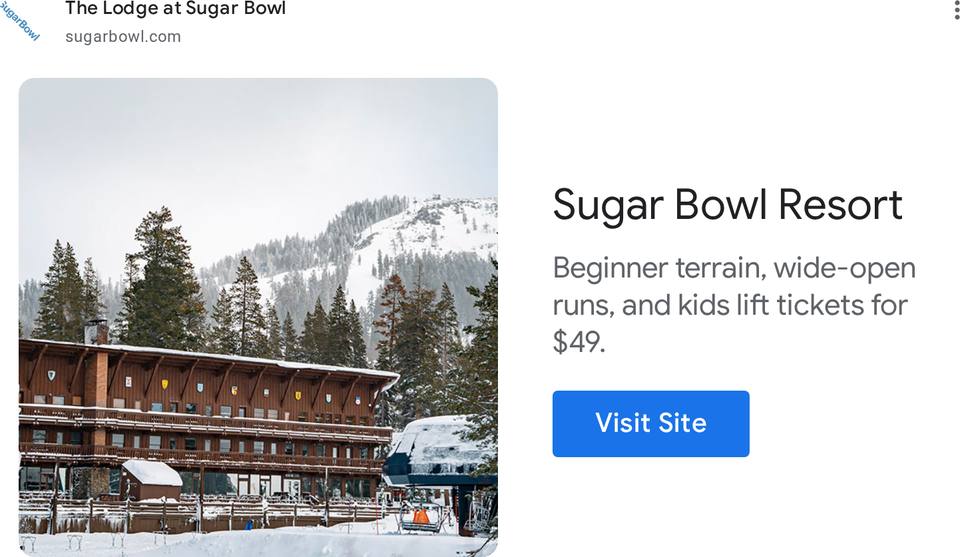 SugarBowl
The Lodge at Sugar Bowl
sugarbowl.com
Sugar Bowl Resort
Beginner terrain, wide-open
runs, and kids lift tickets for
$49.
Visit Site